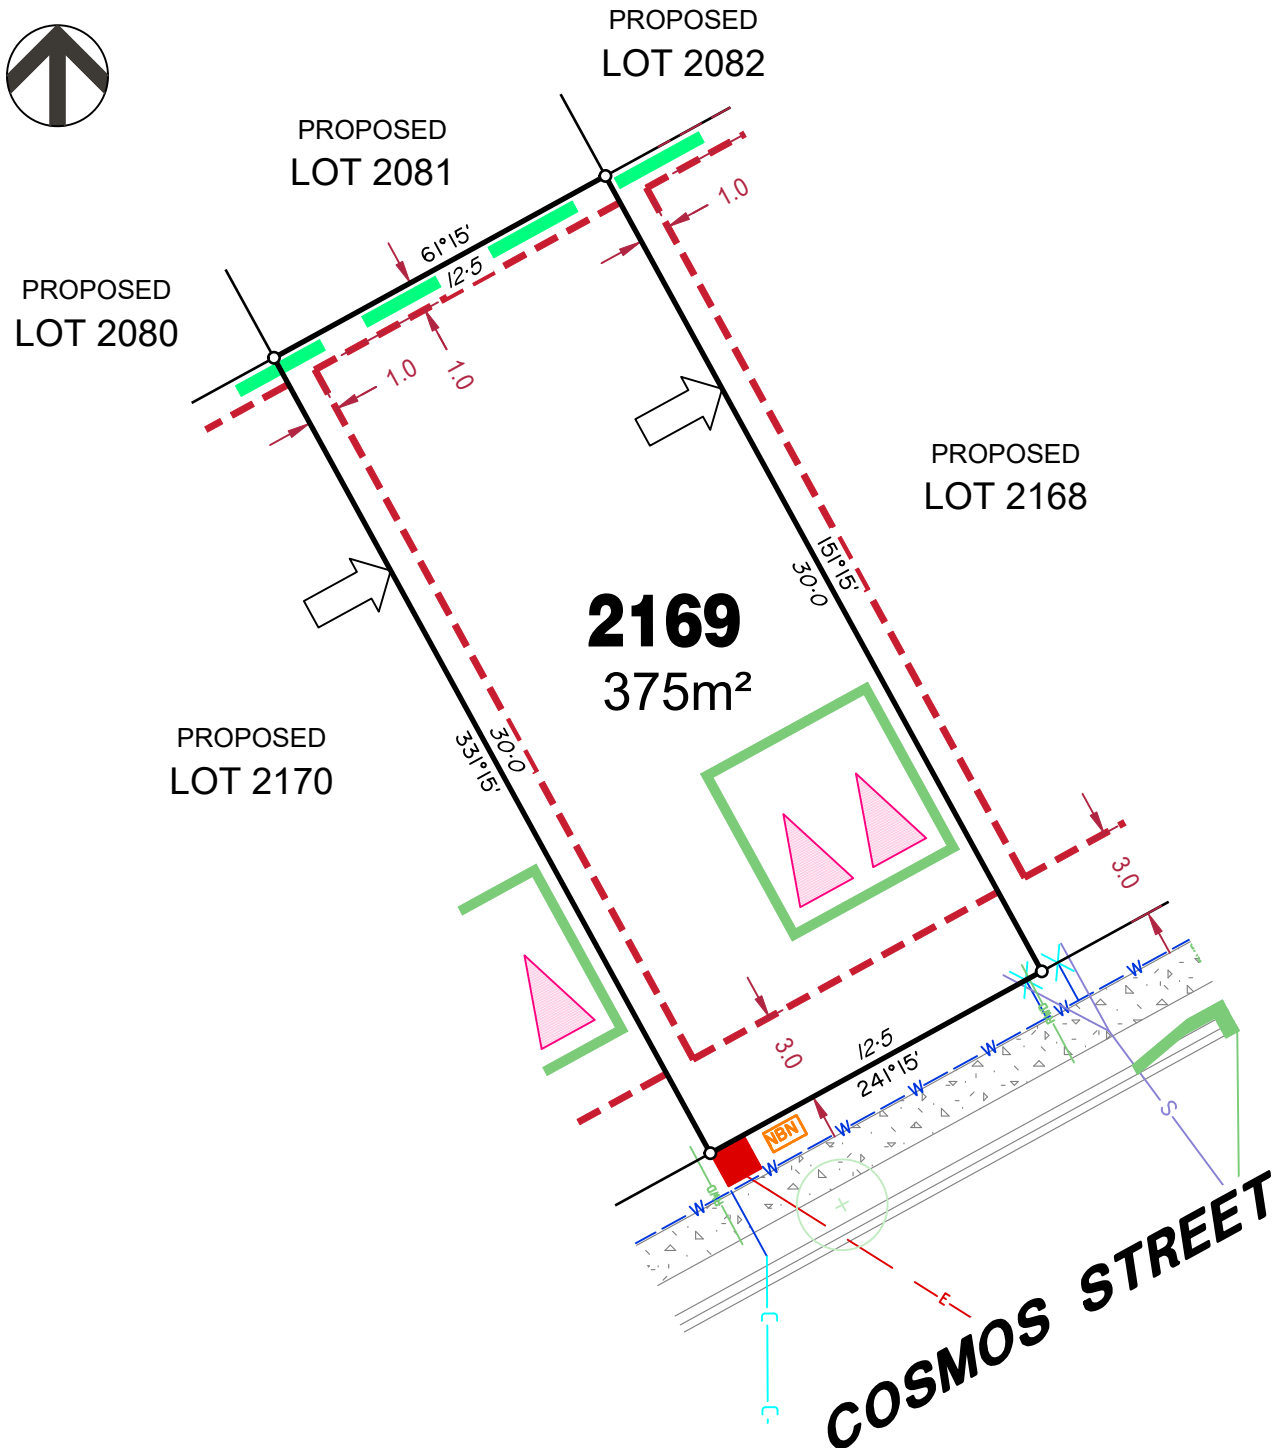 PROPOSED
LOT 2082
PROPOSED
LOT 2081
1.0
61°15'
12·5
PROPOSED
LOT 2080
1.0
1.0
PROPOSED
LOT 2168
151°15'
30·0
2169
375m²
PROPOSED
LOT 2170
30·0
331°15'
3.0
3.0
12·5
241°15'
W
W
W
W
W
W
W
NBN
S
E
COSMOS STREET